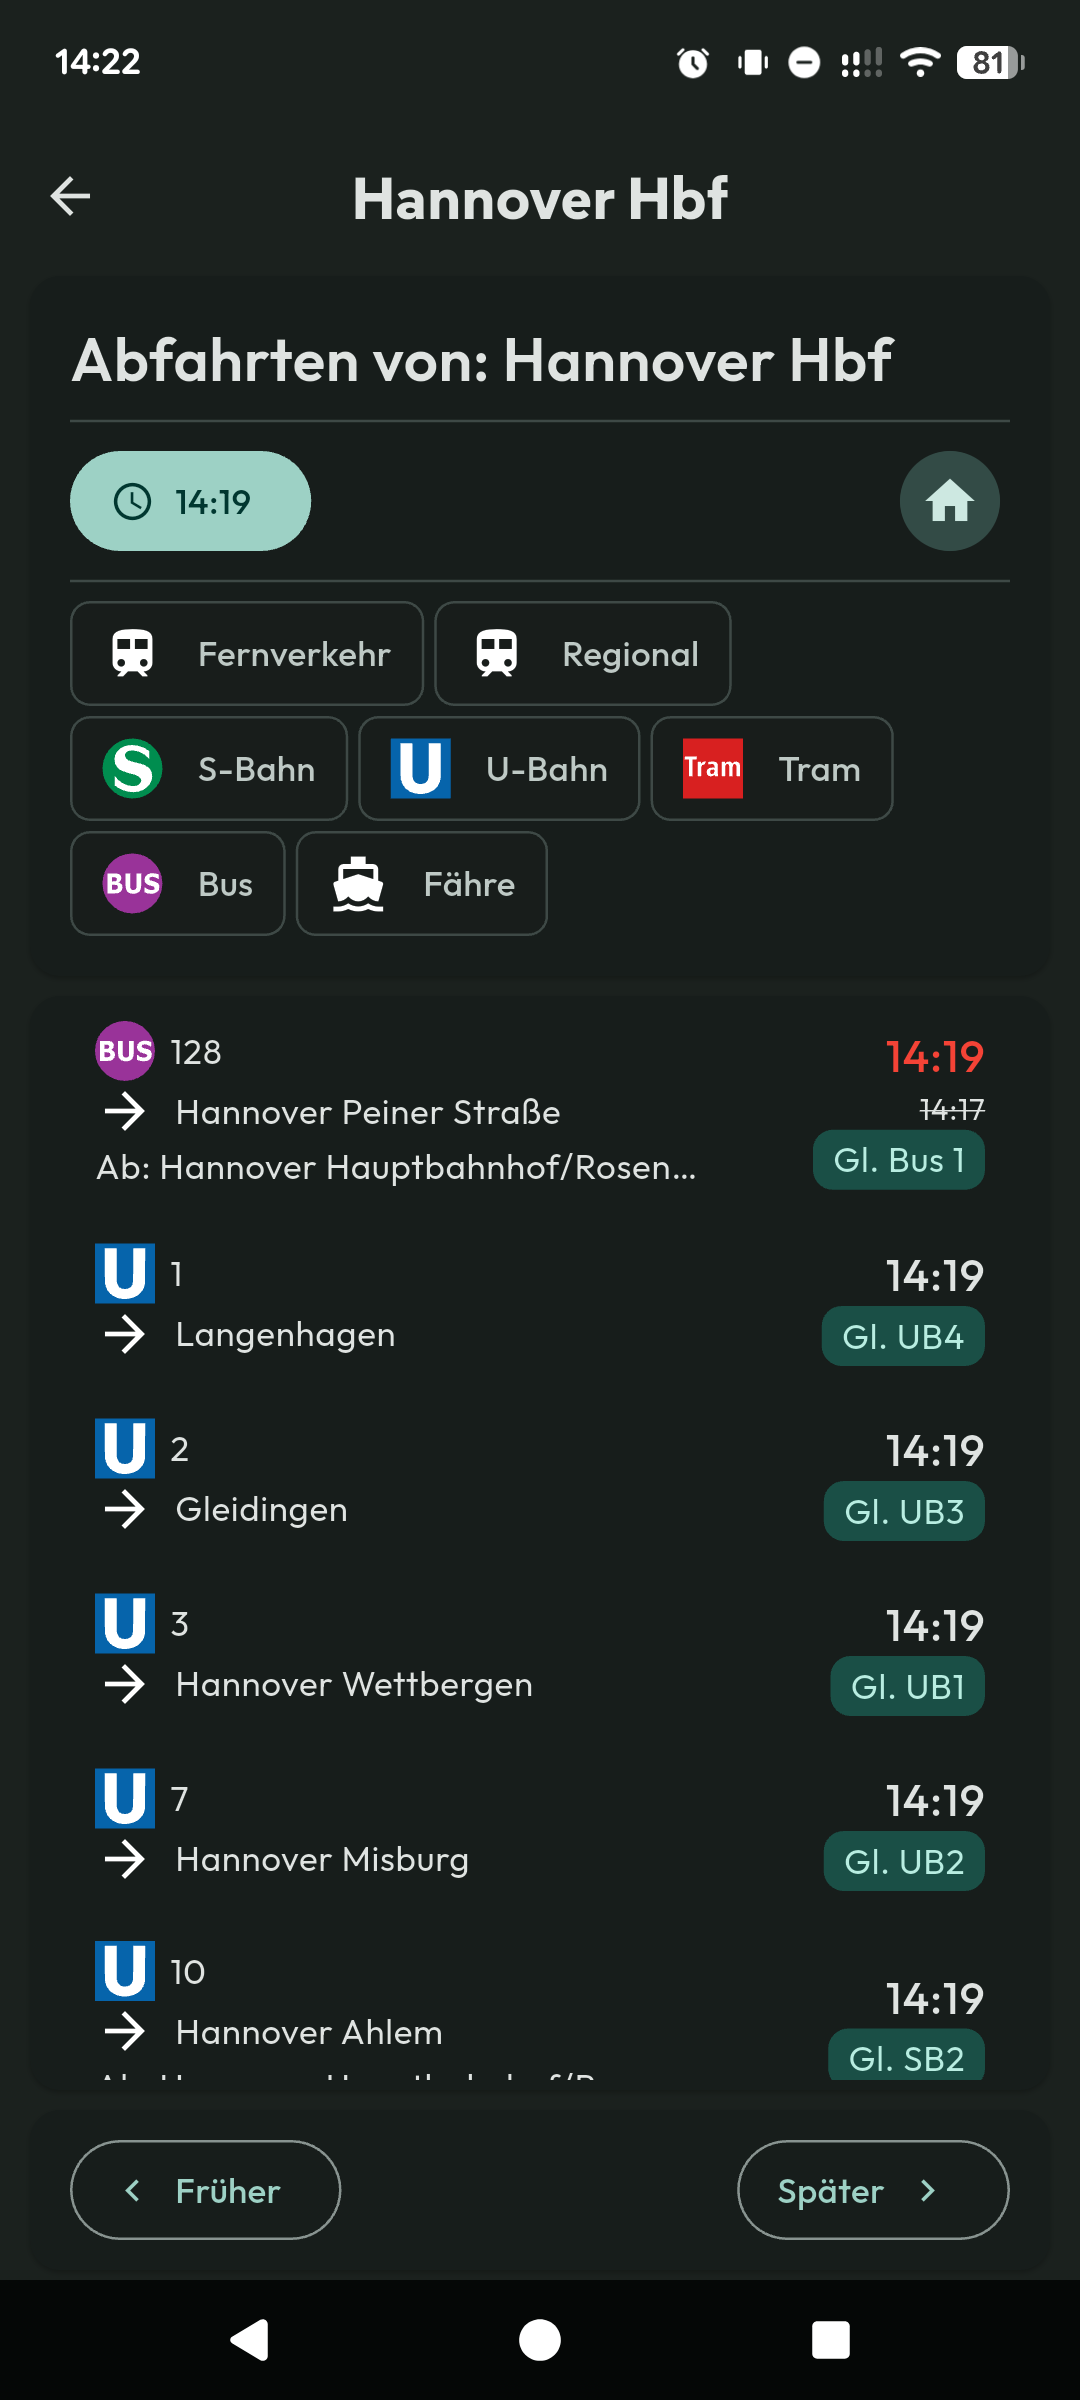 14:22
81
Hannover Hbf
Abfahrten von: Hannover Hbf
14:19
Fernverkehr
Regional
S S-Bahn
U U-Bahn
Tram Tram
BUS Bus
Fähre
BUS 128
14:19
→ Hannover Peiner Straße
14:17
Ab: Hannover Hauptbahnhof/Rosen...
Gl. Bus 1
U 1
14:19
→ Langenhagen
Gl. UB4
U 2
14:19
→ Gleidingen
Gl. UB3
U 3
14:19
→ Hannover Wettbergen
Gl. UB1
U 7
14:19
→ Hannover Misburg
Gl. UB2
U 10
14:19
→ Hannover Ahlem
Gl. SB2
< Früher
Später >